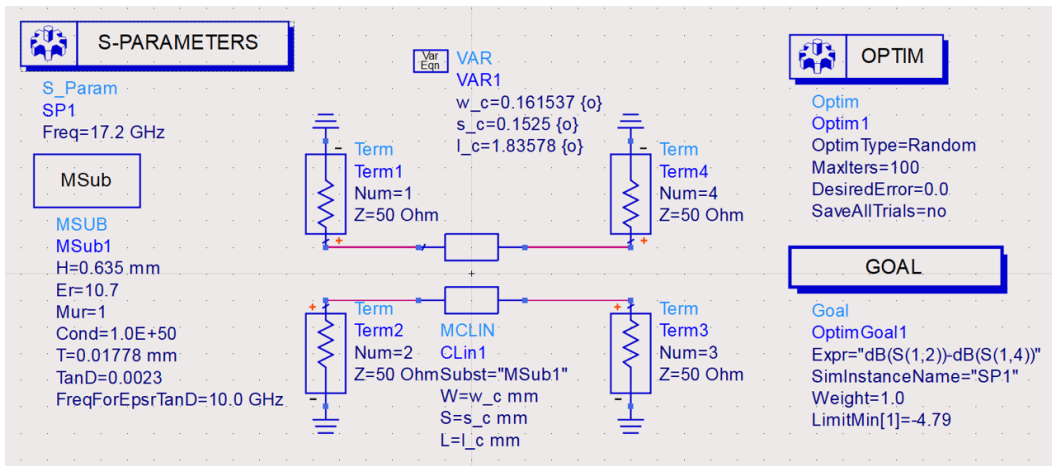 S-PARAMETERS
S_Param
SP1
Freq=17.2 GHz
MSub
MSUB
MSub1
H=0.635 mm
Er=10.7
Mur=1
Cond=1.0E+50
T=0.01778 mm
TanD=0.0023
FreqForEpsrTanD=10.0 GHz
Var
Eqn
VAR
VAR1
w_c=0.161537 {o}
s_c=0.1525 {o}
l_c=1.83578 {o}
Term
Term1
Num=1
Z=50 Ohm
Term
Term4
Num=4
Z=50 Ohm
Term
Term2
Num=2
Z=50 Ohm
MCLIN
CLin1
Subst="MSub1"
W=w_c mm
S=s_c mm
L=l_c mm
Term
Term3
Num=3
Z=50 Ohm
OPTIM
Optim
Optim1
OptimType=Random
MaxIters=100
DesiredError=0.0
SaveAllTrials=no
GOAL
Goal
OptimGoal1
Expr="dB(S(1,2))-dB(S(1,4))"
SimInstanceName="SP1"
Weight=1.0
LimitMin[1]=-4.79